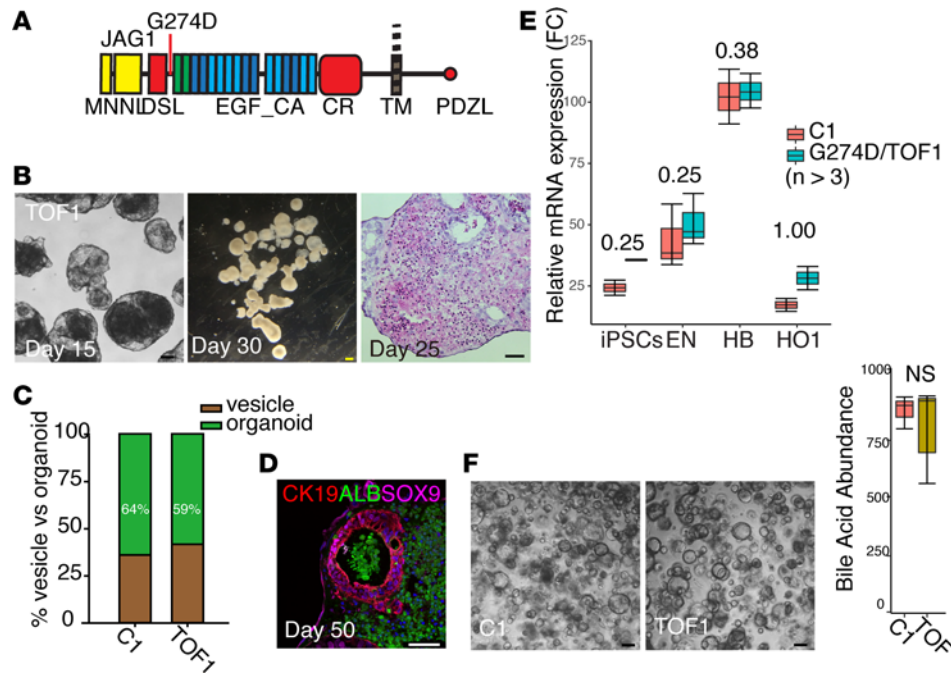 A
G274D
JAG1
MNNL DSL EGF_CA CR TM PDZL
B
TOF1
Day 15
Day 30
Day 25
C
vesicle
organoid
% vesicle vs organoid
100
75
50
25
0
64%
59%
C1
TOF1
D
CK19ALBSOX9
Day 50
E
Relative mRNA expression (FC)
125
100
75
50
25
0.25
0.25
0.38
1.00
C1
G274D/TOF1
(n > 3)
iPSCs EN HB HO1
F
C1
TOF1
NS
Bile Acid Abundance
1000
750
500
250
0
C1
TOF